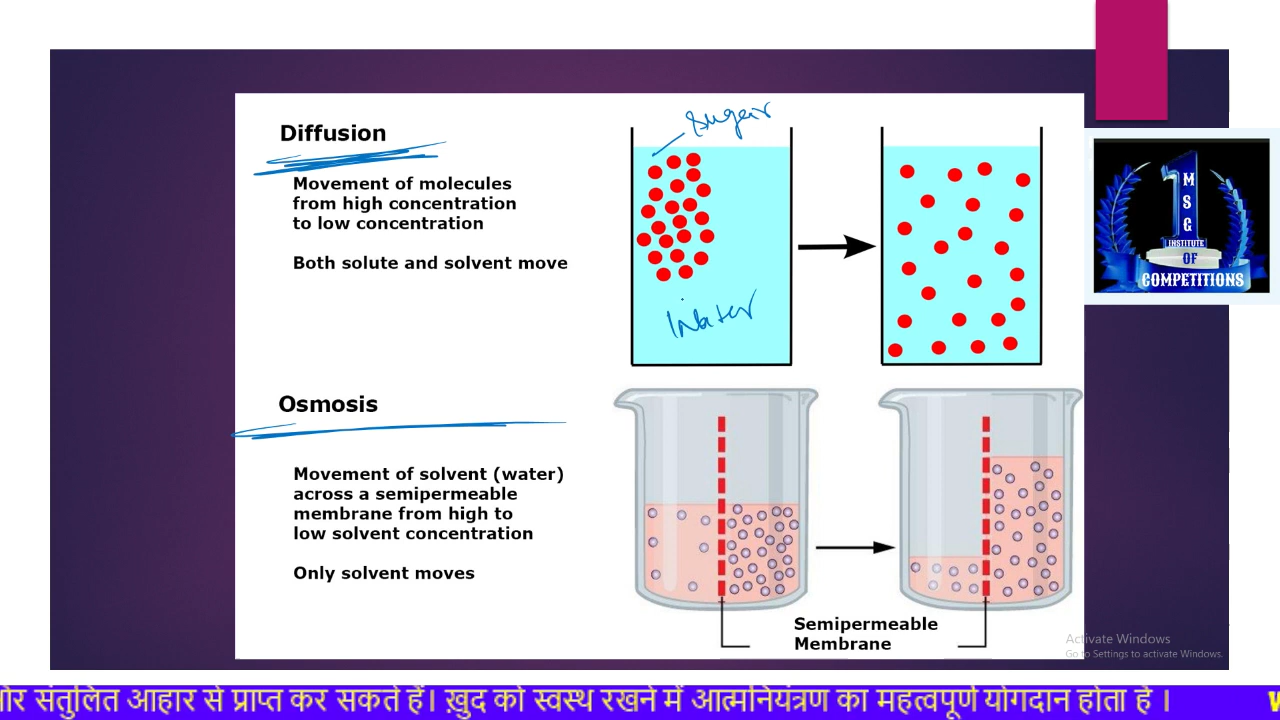 Diffusion
Movement of molecules
from high concentration
to low concentration
Both solute and solvent move
Sugar
Water
Osmosis
Movement of solvent (water)
across a semipermeable
membrane from high to
low solvent concentration
Only solvent moves
Semipermeable
Membrane
1
M
S
G
INSTITUTE
OF
COMPETITIONS
Activate Windows
Go to Settings to activate Windows.
संतुलित आहार से प्राप्त कर सकते हैं। ख़ुद को स्वस्थ रखने में आत्मनियंत्रण का महत्वपूर्ण योगदान होता है ।